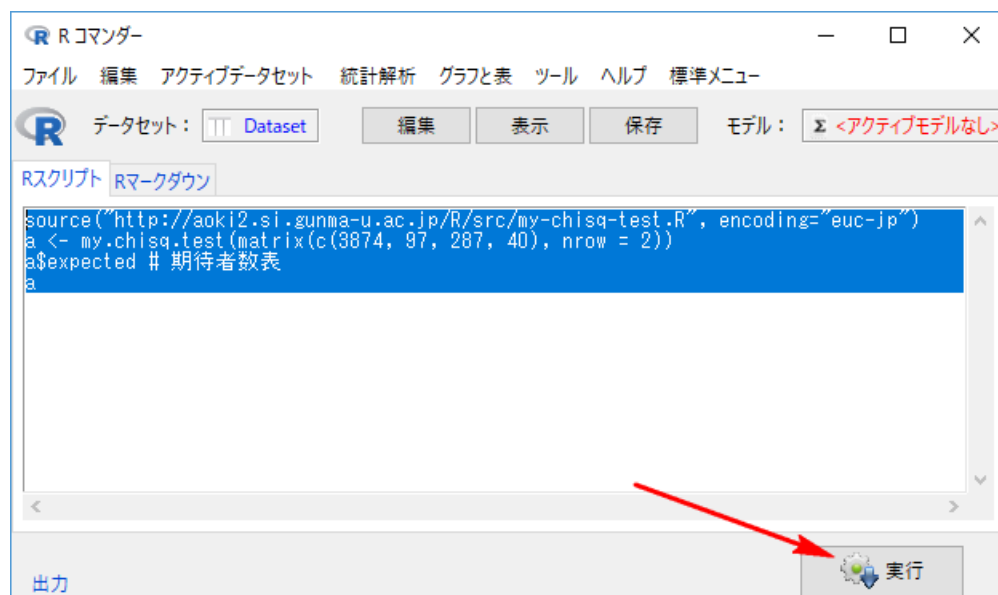 R コマンダー
ファイル 編集 アクティブデータセット 統計解析 グラフと表 ツール ヘルプ 標準メニュー
R データセット： Dataset 編集 表示 保存 モデル： Σ <アクティブモデルなし>
Rスクリプト Rマークダウン
source("http://aoki2.si.gunma-u.ac.jp/R/src/my-chisq-test.R", encoding="euc-jp")
a <- my.chisq.test(matrix(c(3874, 97, 287, 40), nrow = 2))
a$expected # 期待者数表
a
実行
出力